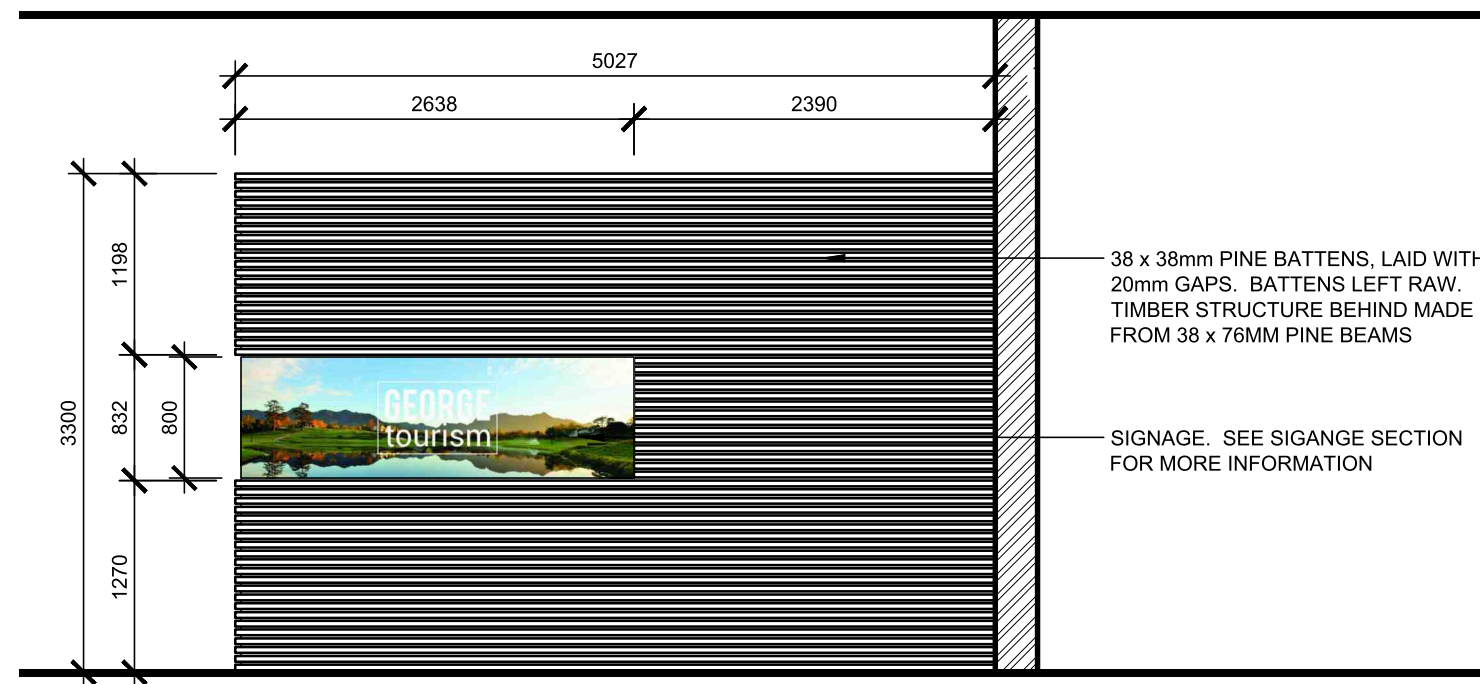 5027
2638
2390
1198
3300
832
800
1270
GEORGE
tourism
38 x 38mm PINE BATTENS, LAID WITH
20mm GAPS.  BATTENS LEFT RAW.
TIMBER STRUCTURE BEHIND MADE
FROM 38 x 76MM PINE BEAMS
SIGNAGE.  SEE SIGANGE SECTION
FOR MORE INFORMATION